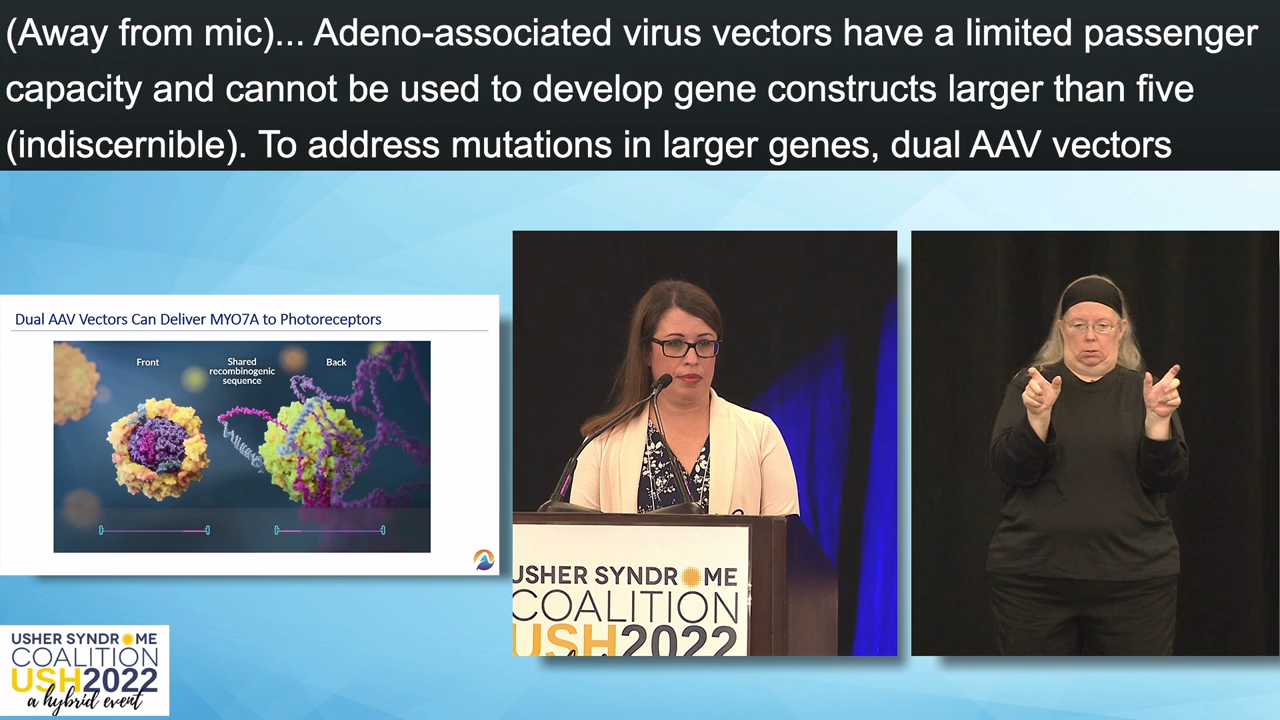 (Away from mic)... Adeno-associated virus vectors have a limited passenger
capacity and cannot be used to develop gene constructs larger than five
(indiscernible). To address mutations in larger genes, dual AAV vectors
Dual AAV Vectors Can Deliver MYO7A to Photoreceptors
Front
Shared
recombinogenic
sequence
Back
USHER SYNDROME
COALITION
USH2022
USHER SYNDROME
COALITION
USH2022
a hybrid event